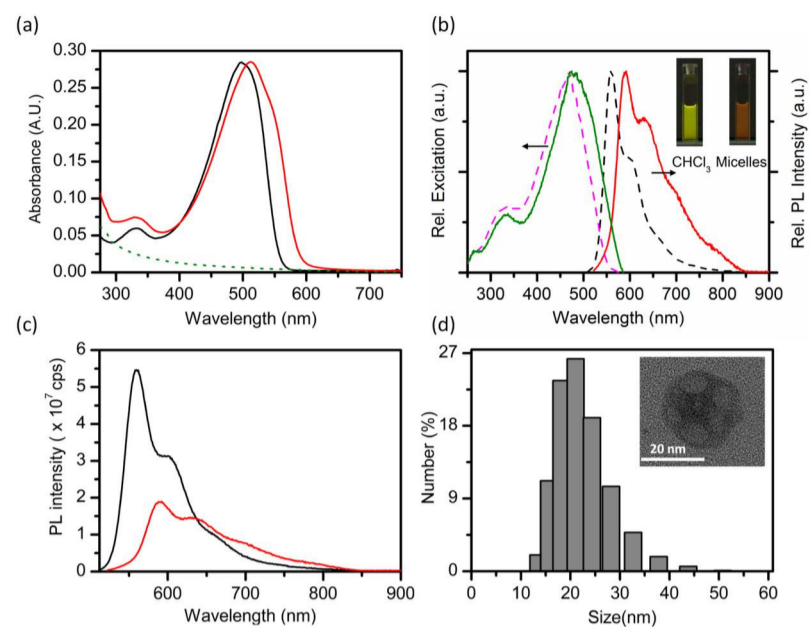 (a)
0.30
0.25
0.20
0.15
0.10
0.05
0.00
Absorbance (A.U.)
300 400 500 600 700
Wavelength (nm)
(b)
Rel. Excitation (a.u.)
Rel. PL Intensity (a.u.)
CHCl3 Micelles
300 400 500 600 700 800 900
Wavelength (nm)
(c)
6
5
4
3
2
1
0
PL intensity ( x 10^7 cps)
600 700 800 900
Wavelength (nm)
(d)
27
18
9
0
Number (%)
20 nm
0 10 20 30 40 50 60
Size(nm)